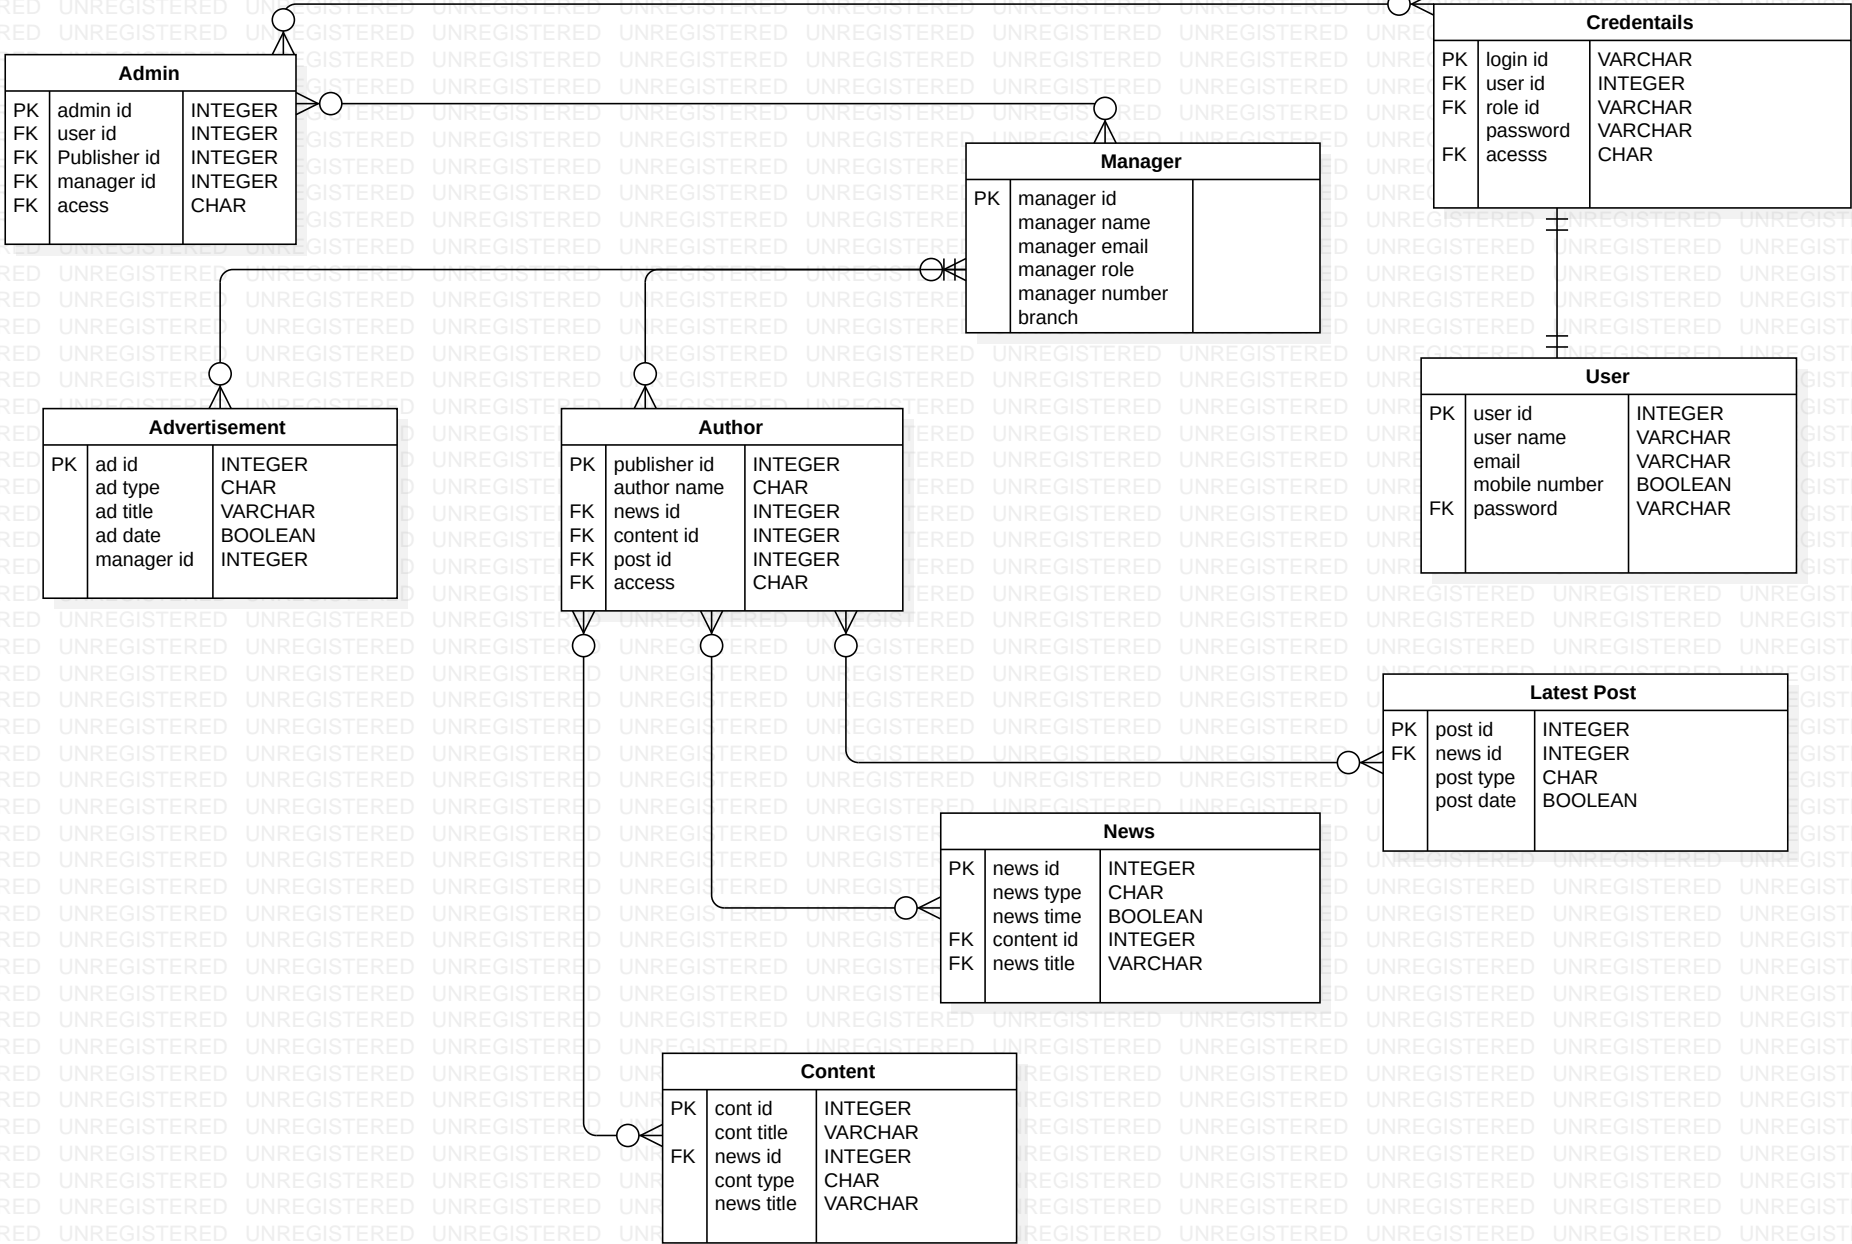 Credentails
PK login id VARCHAR
FK user id INTEGER
FK role id VARCHAR
password VARCHAR
FK acesss CHAR
Admin
PK admin id INTEGER
FK user id INTEGER
FK Publisher id INTEGER
FK manager id INTEGER
FK acess CHAR
Manager
PK manager id
manager name
manager email
manager role
manager number
branch
User
PK user id INTEGER
user name VARCHAR
email VARCHAR
mobile number BOOLEAN
FK password VARCHAR
Advertisement
PK ad id INTEGER
ad type CHAR
ad title VARCHAR
ad date BOOLEAN
manager id INTEGER
Author
PK publisher id INTEGER
author name CHAR
FK news id INTEGER
FK content id INTEGER
FK post id INTEGER
FK access CHAR
Latest Post
PK post id INTEGER
FK news id INTEGER
post type CHAR
post date BOOLEAN
News
PK news id INTEGER
news type CHAR
news time BOOLEAN
FK content id INTEGER
FK news title VARCHAR
Content
PK cont id INTEGER
cont title VARCHAR
FK news id INTEGER
cont type CHAR
news title VARCHAR
UNREGISTERED